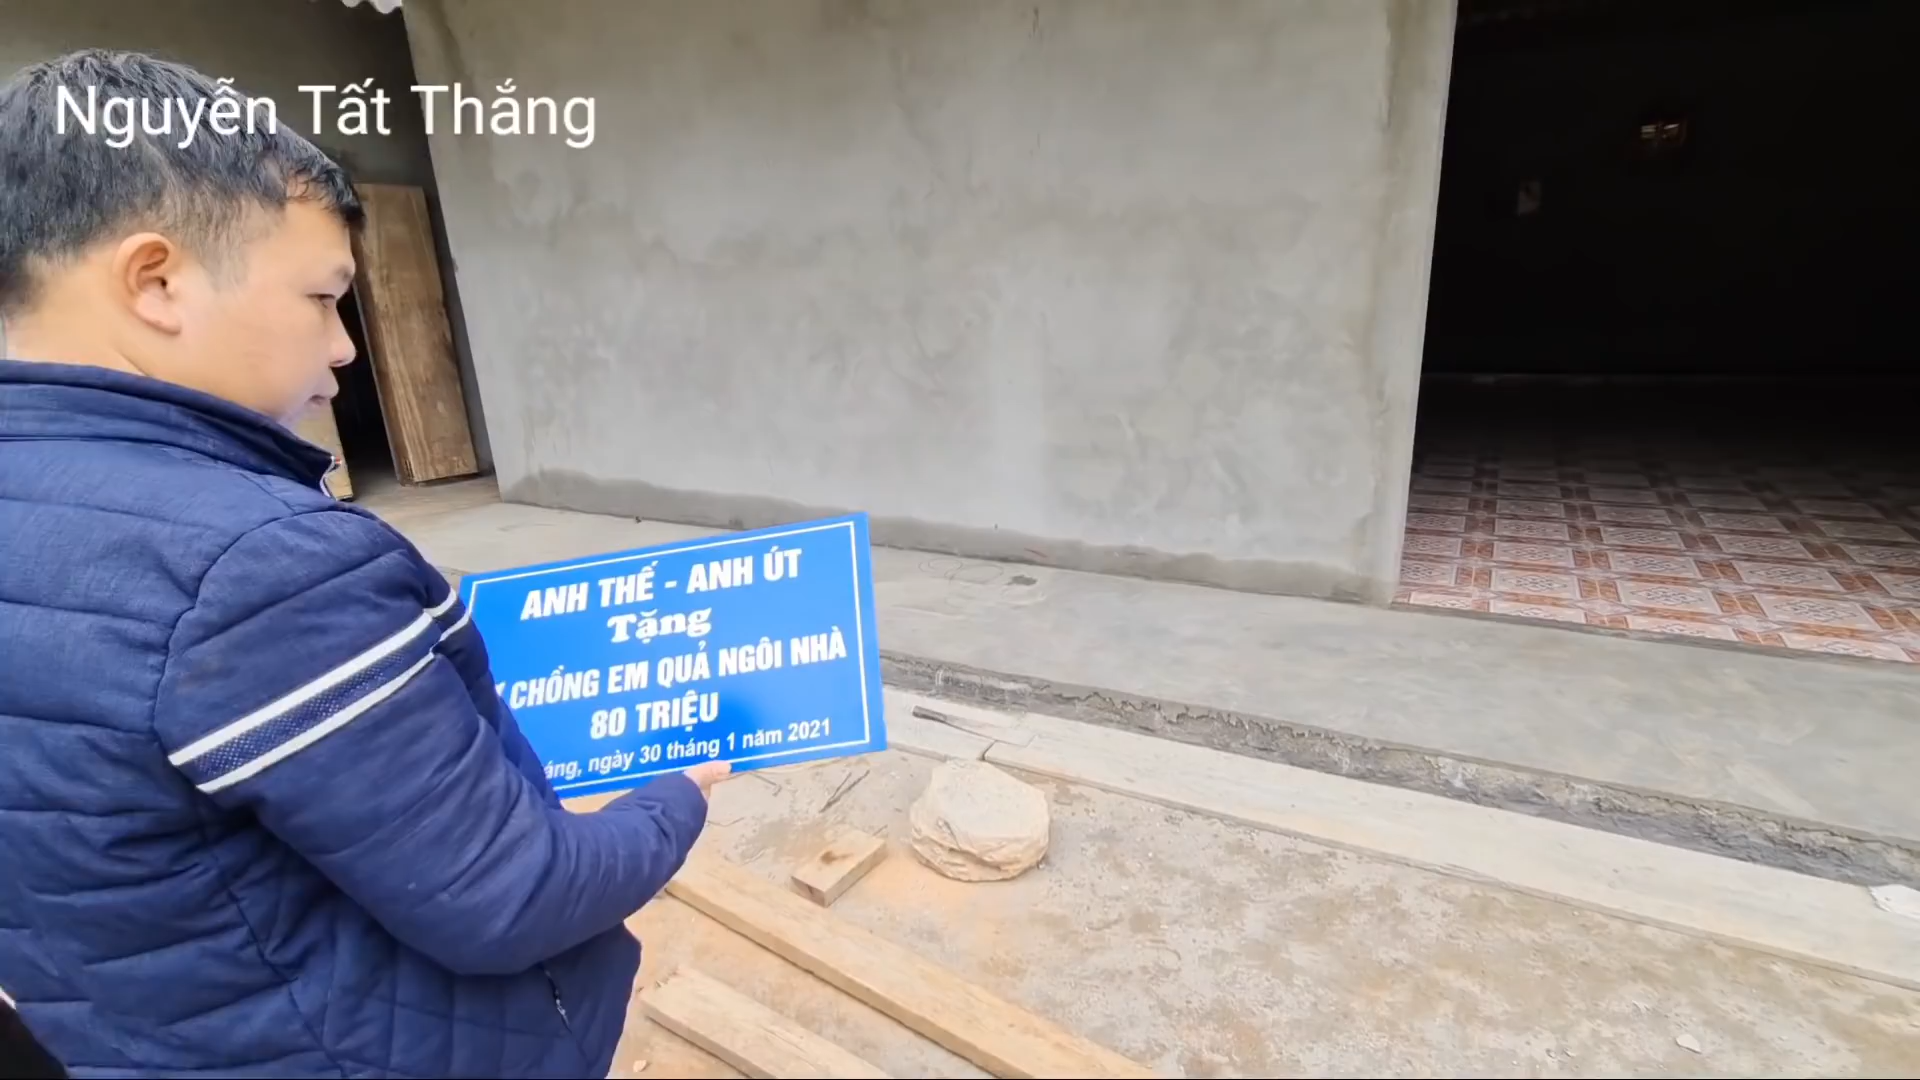 Nguyễn Tất Thắng
ANH THẾ - ANH ÚT
Tặng
CHỒNG EM QUẢ NGÔI NHÀ
80 TRIỆU
ngày 30 tháng 1 năm 2021